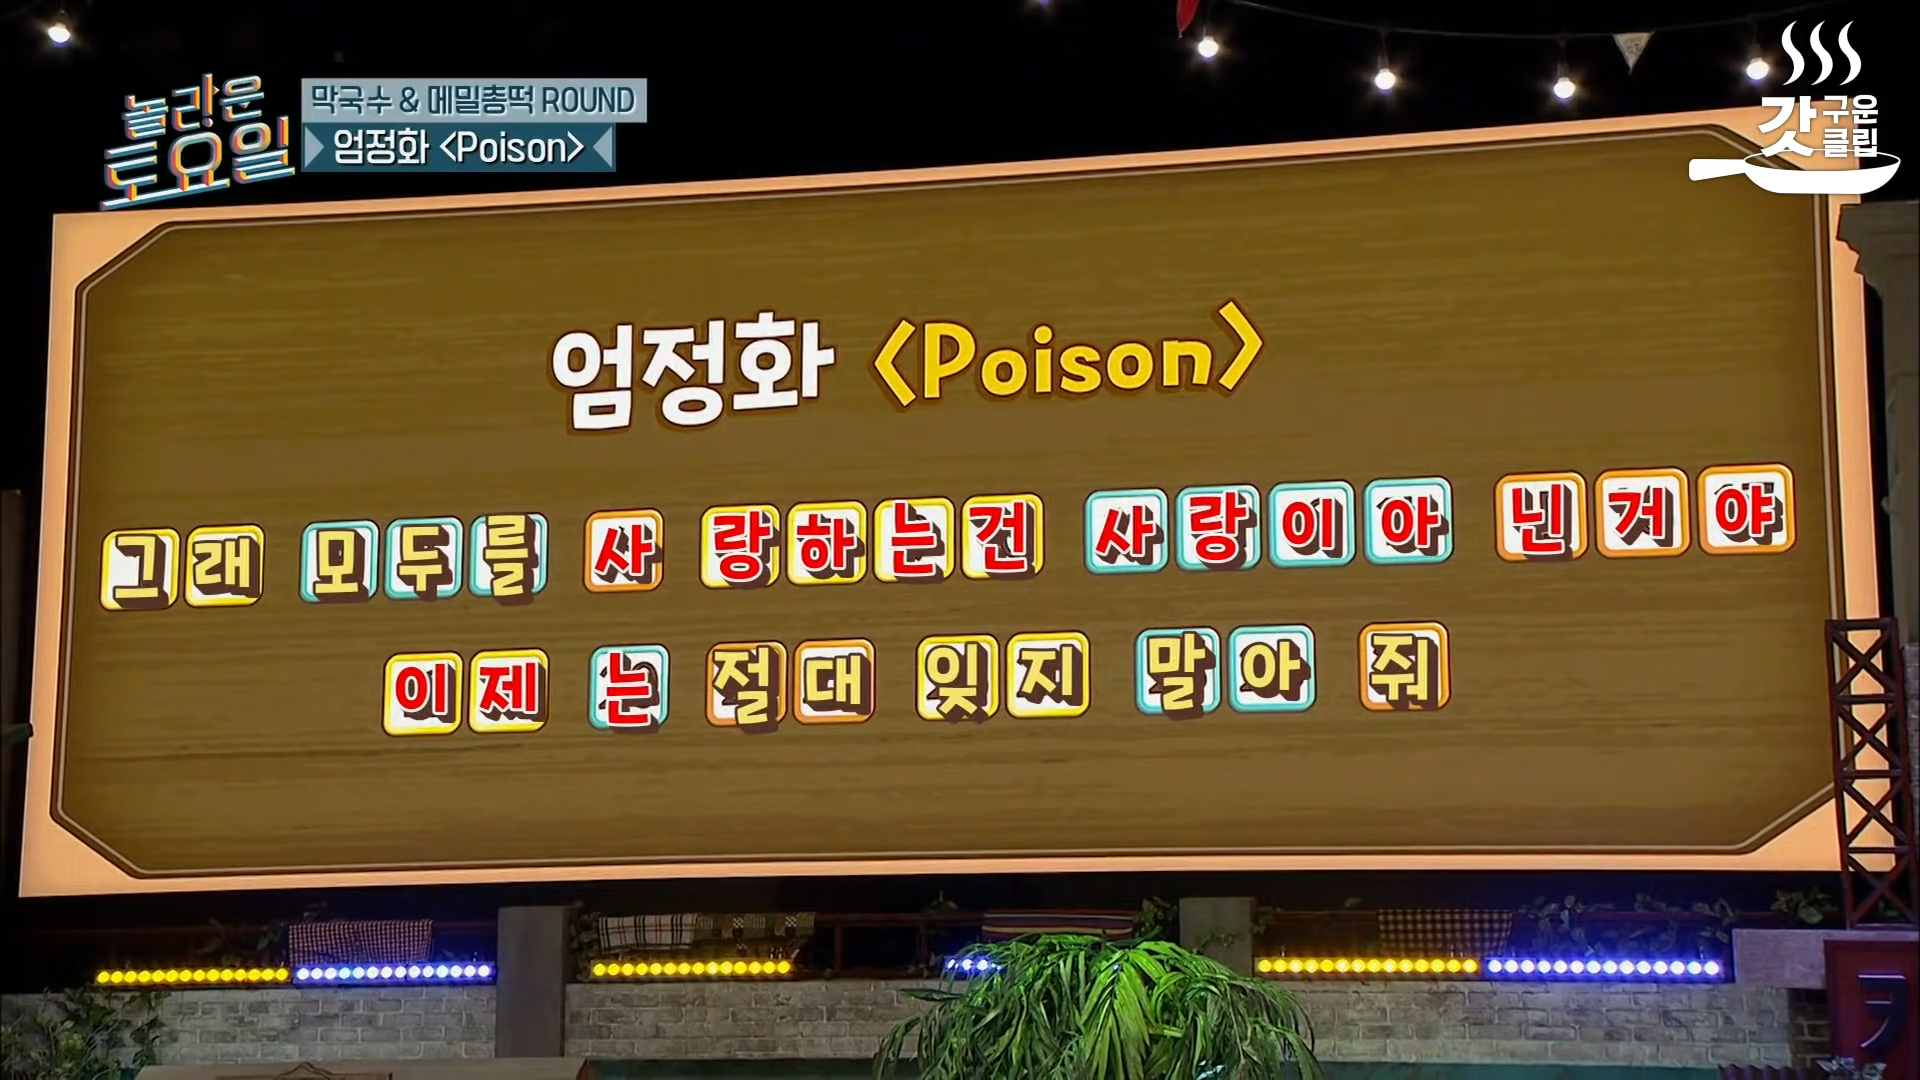 놀라운
토요일
막국수 & 메밀총떡 ROUND
엄정화 <Poison>
갓구운
클립
엄정화 <Poison>
그래 모두를 사 랑하는건 사랑이아 닌거야
이제 는 절대 잊지 말아 줘